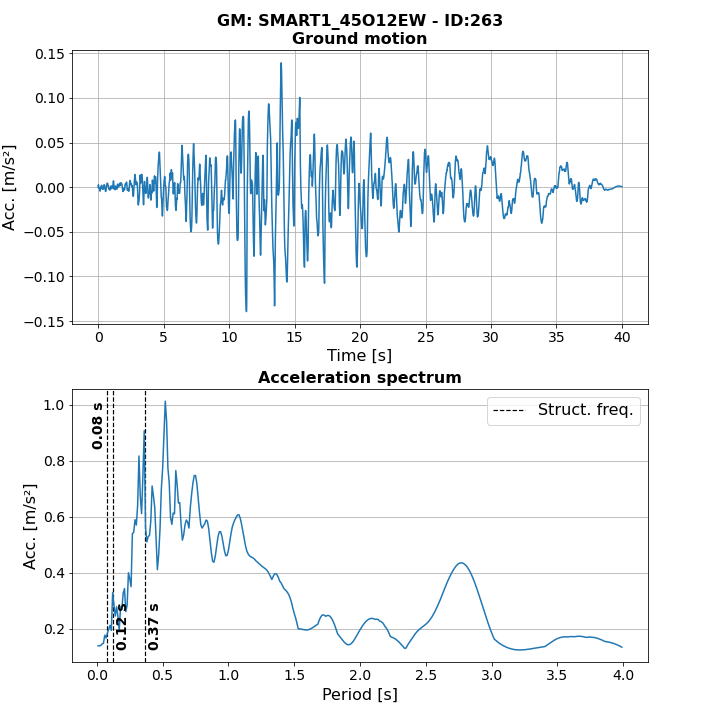 GM: SMART1_45O12EW - ID:263
Ground motion
0.15
0.10
0.05
0.00
−0.05
−0.10
−0.15
Acc. [m/s²]
0 5 10 15 20 25 30 35 40
Time [s]
Acceleration spectrum
1.0
0.8
0.6
0.4
0.2
Acc. [m/s²]
Struct. freq.
0.08 s
0.12 s
0.37 s
0.0 0.5 1.0 1.5 2.0 2.5 3.0 3.5 4.0
Period [s]